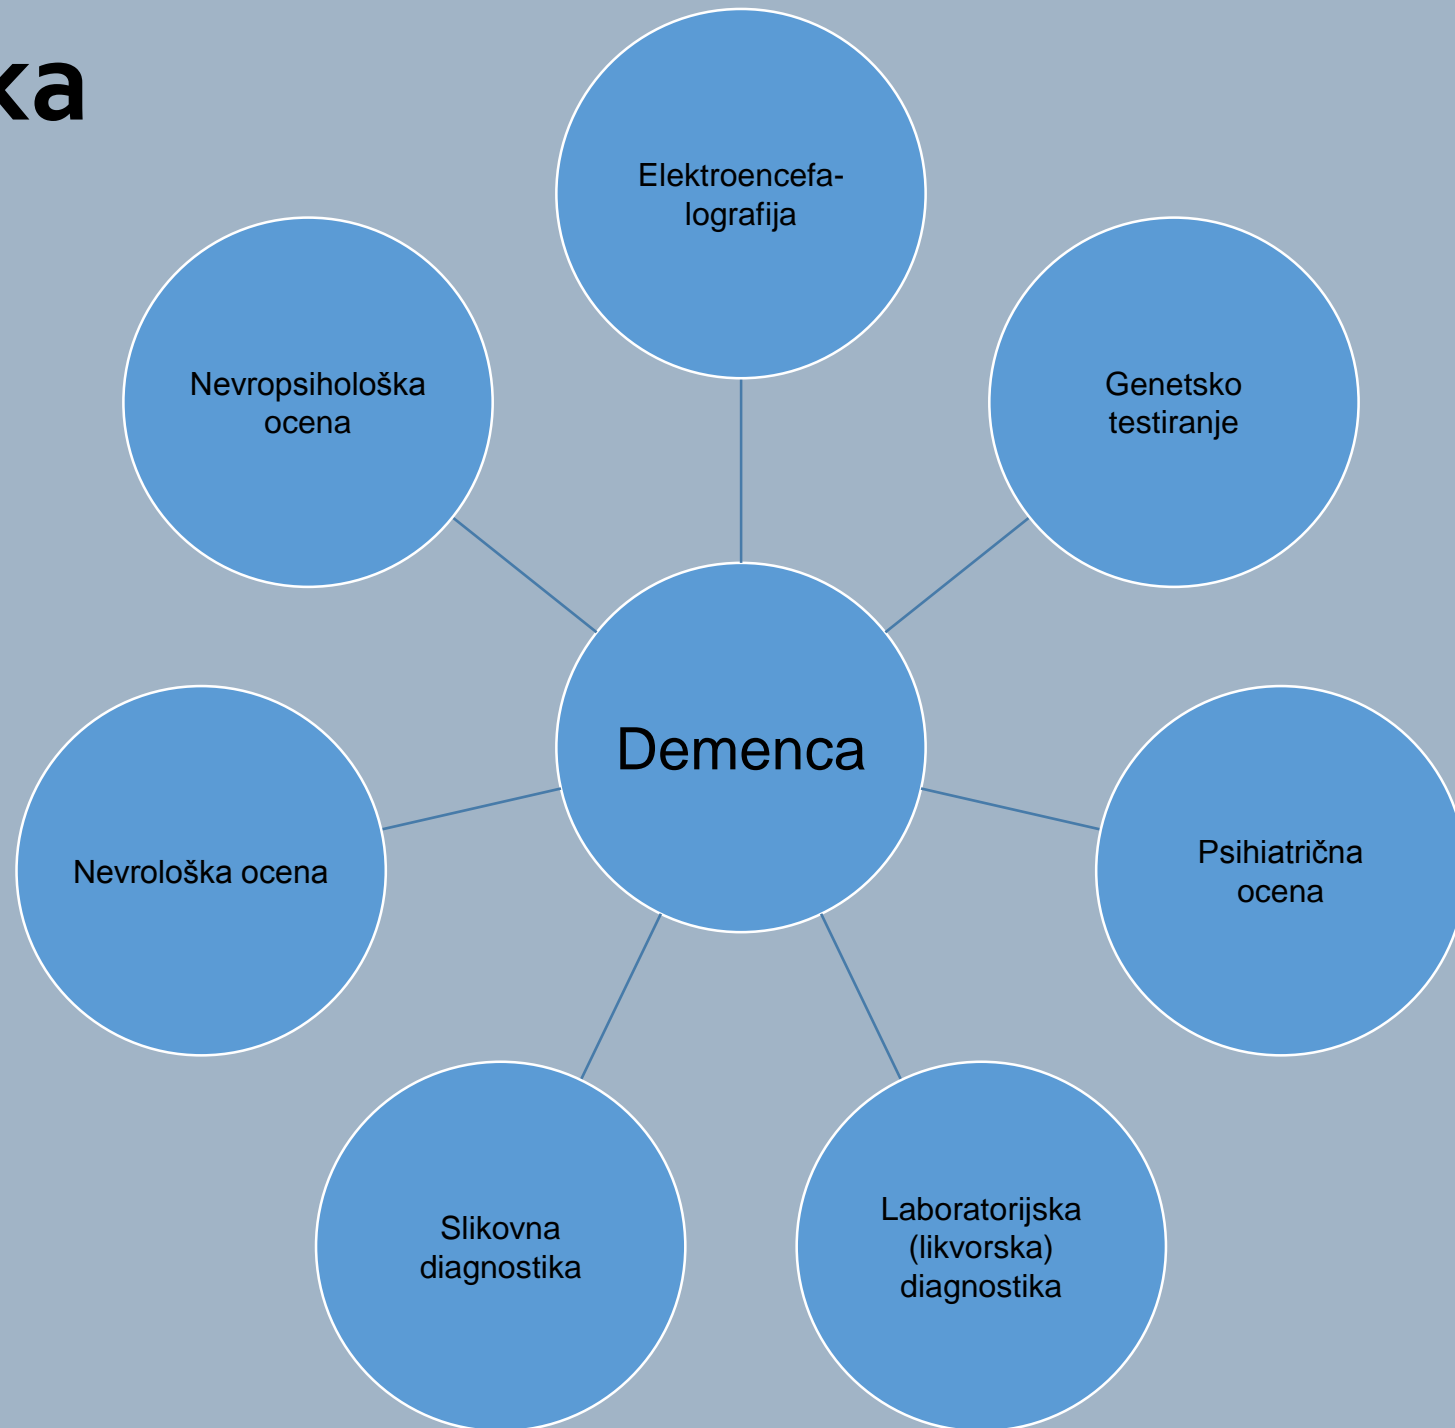 ka
Elektroencefa-
lografija
Genetsko
testiranje
Psihiatrična
ocena
Laboratorijska
(likvorska)
diagnostika
Slikovna
diagnostika
Nevrološka ocena
Nevropsihološka
ocena
Demenca